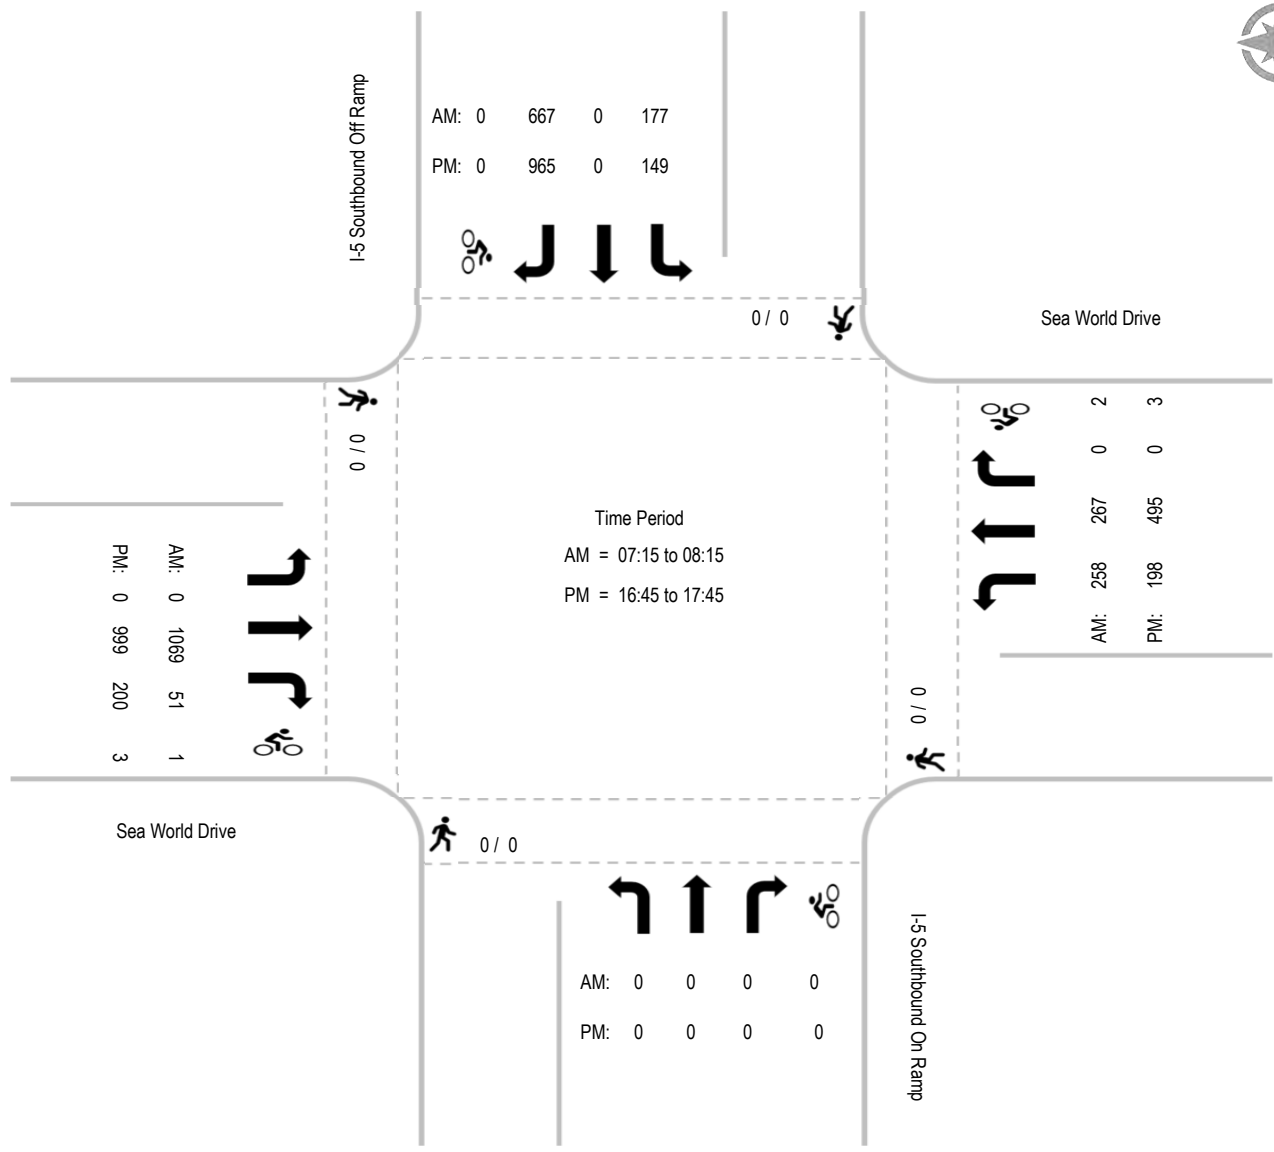 I-5 Southbound Off Ramp
AM: 0 667 0 177
PM: 0 965 0 149
0 / 0
Sea World Drive
0 / 0
2 3
0 0
267 495
258 198
AM: PM:
Time Period
AM = 07:15 to 08:15
PM = 16:45 to 17:45
AM: 0 1069 51 1
PM: 0 999 200 3
0 / 0
Sea World Drive
0 / 0
AM: 0 0 0 0
PM: 0 0 0 0
I-5 Southbound On Ramp